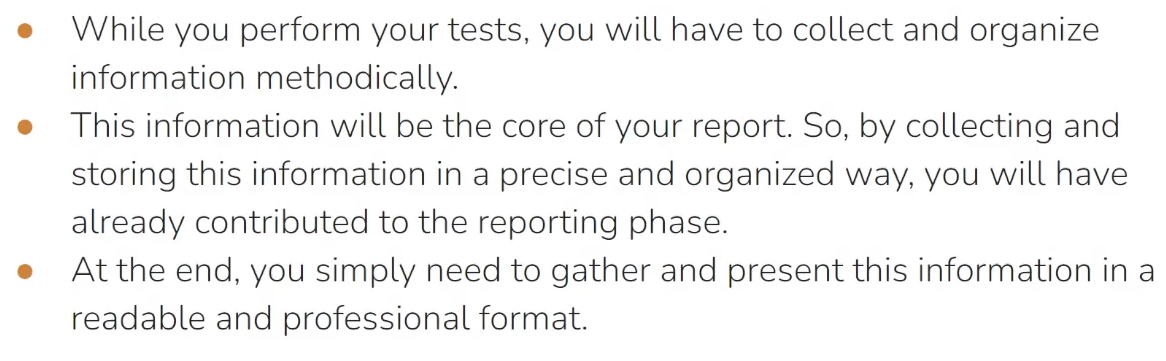 ● While you perform your tests, you will have to collect and organize
information methodically.
● This information will be the core of your report. So, by collecting and
storing this information in a precise and organized way, you will have
already contributed to the reporting phase.
● At the end, you simply need to gather and present this information in a
readable and professional format.